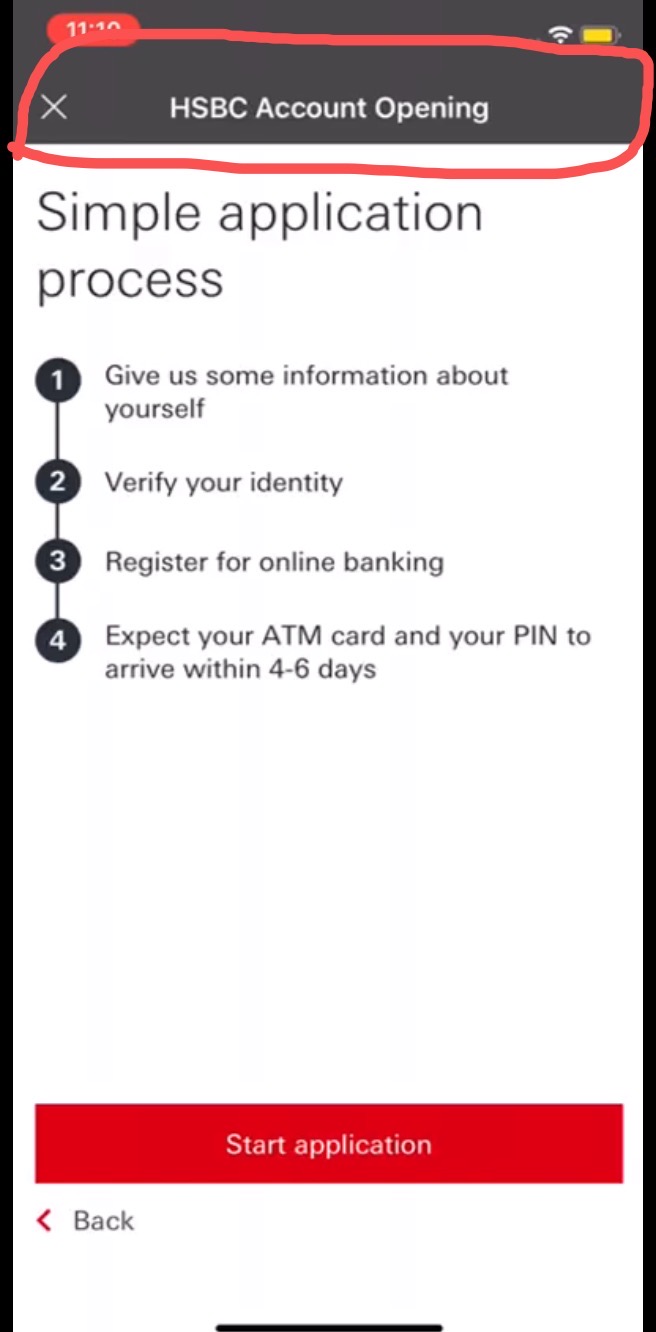 11:10
HSBC Account Opening
Simple application
process
1
Give us some information about
yourself
2
Verify your identity
3
Register for online banking
4
Expect your ATM card and your PIN to
arrive within 4-6 days
Start application
Back